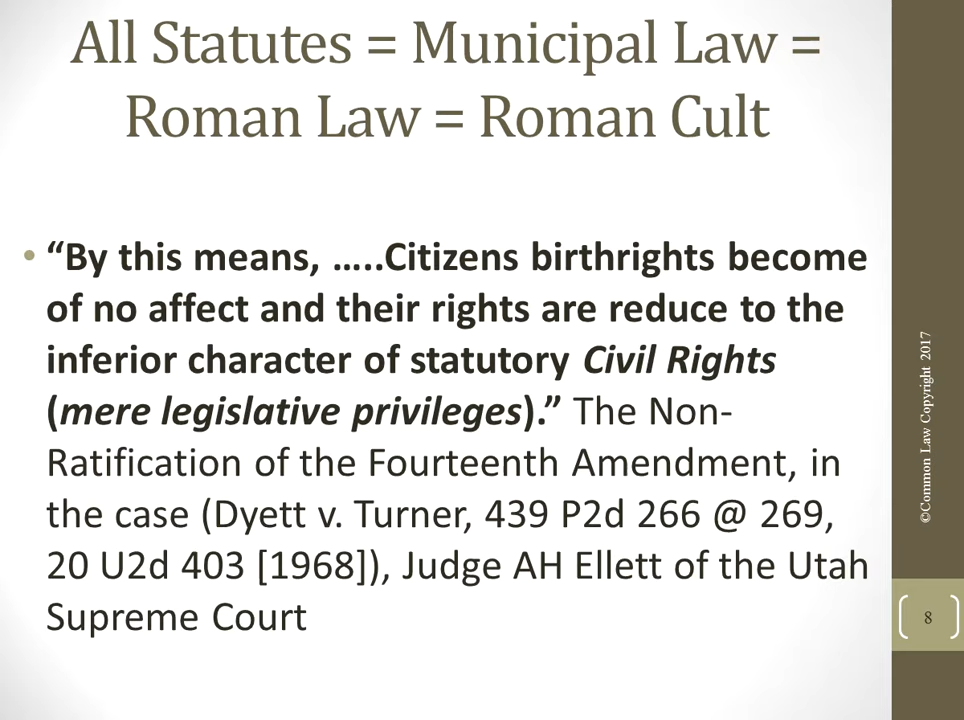 All Statutes = Municipal Law =
Roman Law = Roman Cult
• “By this means, …..Citizens birthrights become
of no affect and their rights are reduce to the
inferior character of statutory Civil Rights
(mere legislative privileges).” The Non-
Ratification of the Fourteenth Amendment, in
the case (Dyett v. Turner, 439 P2d 266 @ 269,
20 U2d 403 [1968]), Judge AH Ellett of the Utah
Supreme Court
©Common Law Copyright 2017
8